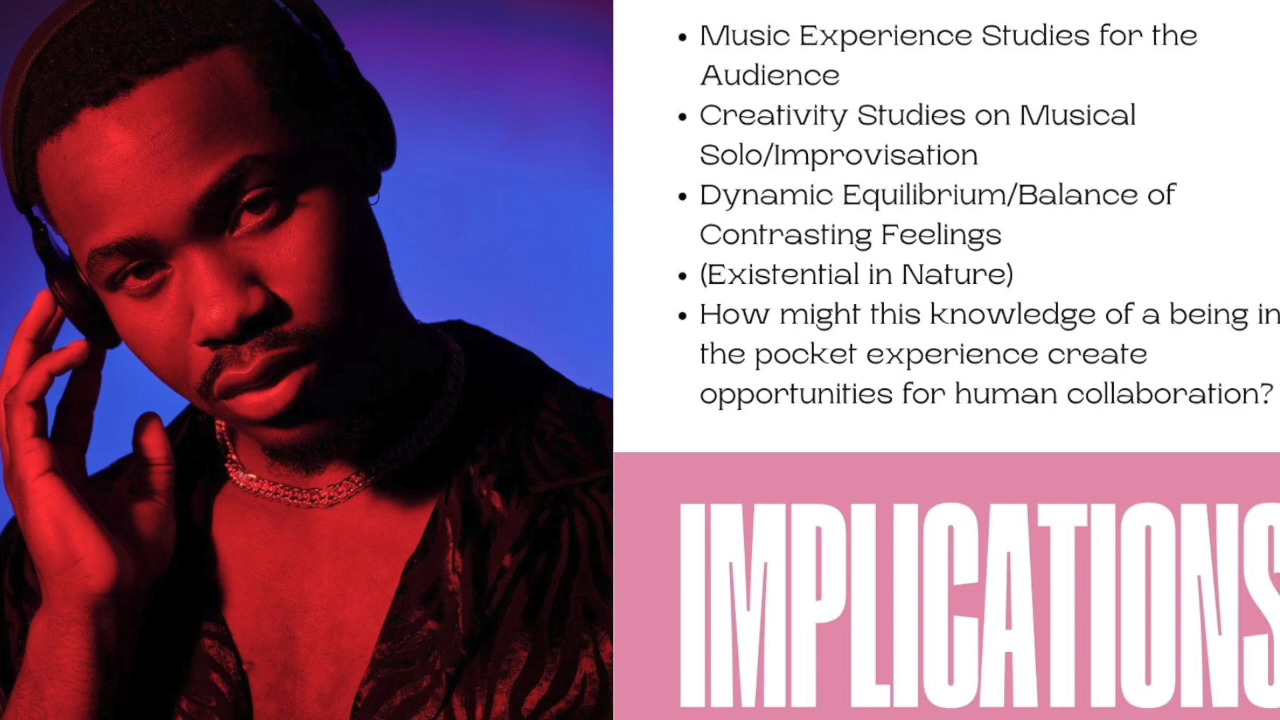 • Music Experience Studies for the
Audience
• Creativity Studies on Musical
Solo/Improvisation
• Dynamic Equilibrium/Balance of
Contrasting Feelings
• (Existential in Nature)
• How might this knowledge of a being in
the pocket experience create
opportunities for human collaboration?
IMPLICATIONS